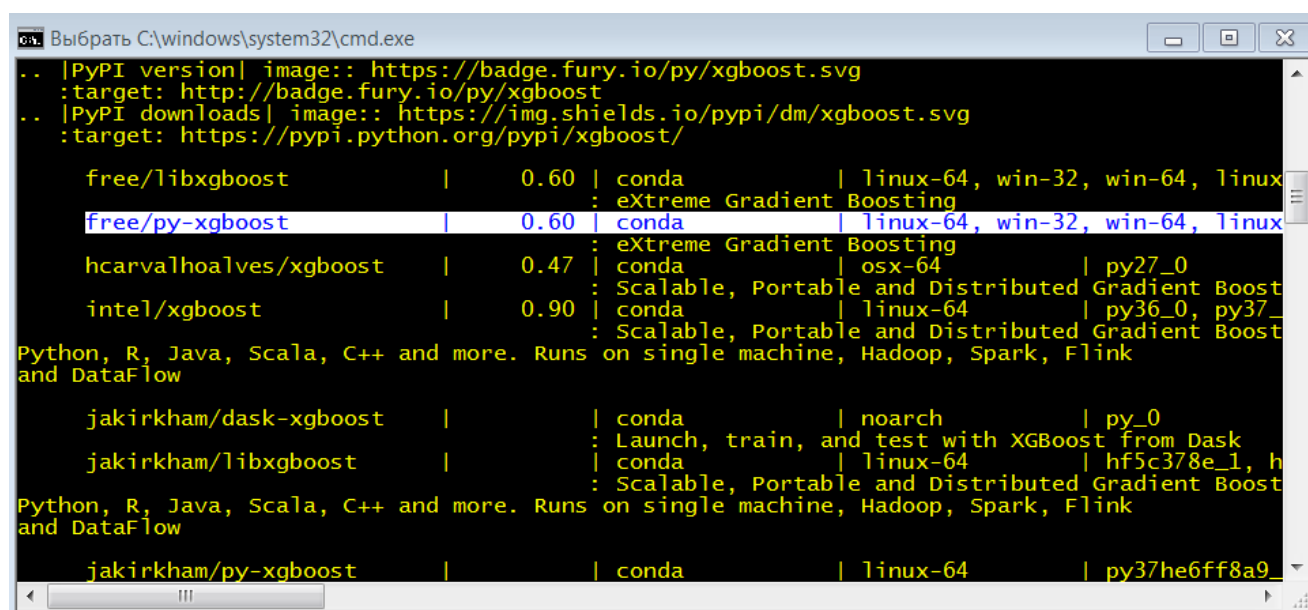 Выбрать C:\windows\system32\cmd.exe
.. |PyPI version| image:: https://badge.fury.io/py/xgboost.svg
:target: http://badge.fury.io/py/xgboost
.. |PyPI downloads| image:: https://img.shields.io/pypi/dm/xgboost.svg
:target: https://pypi.python.org/pypi/xgboost/
free/libxgboost | 0.60 | conda | linux-64, win-32, win-64, linux
: eXtreme Gradient Boosting
free/py-xgboost | 0.60 | conda | linux-64, win-32, win-64, linux
: eXtreme Gradient Boosting
hcarvalhoalves/xgboost | 0.47 | conda | osx-64 | py27_0
: Scalable, Portable and Distributed Gradient Boost
intel/xgboost | 0.90 | conda | linux-64 | py36_0, py37_
: Scalable, Portable and Distributed Gradient Boost
Python, R, Java, Scala, C++ and more. Runs on single machine, Hadoop, Spark, Flink
and DataFlow
jakirkham/dask-xgboost | | conda | noarch | py_0
: Launch, train, and test with XGBoost from Dask
jakirkham/libxgboost | | conda | linux-64 | hf5c378e_1, h
: Scalable, Portable and Distributed Gradient Boost
Python, R, Java, Scala, C++ and more. Runs on single machine, Hadoop, Spark, Flink
and DataFlow
jakirkham/py-xgboost | | conda | linux-64 | py37he6ff8a9_